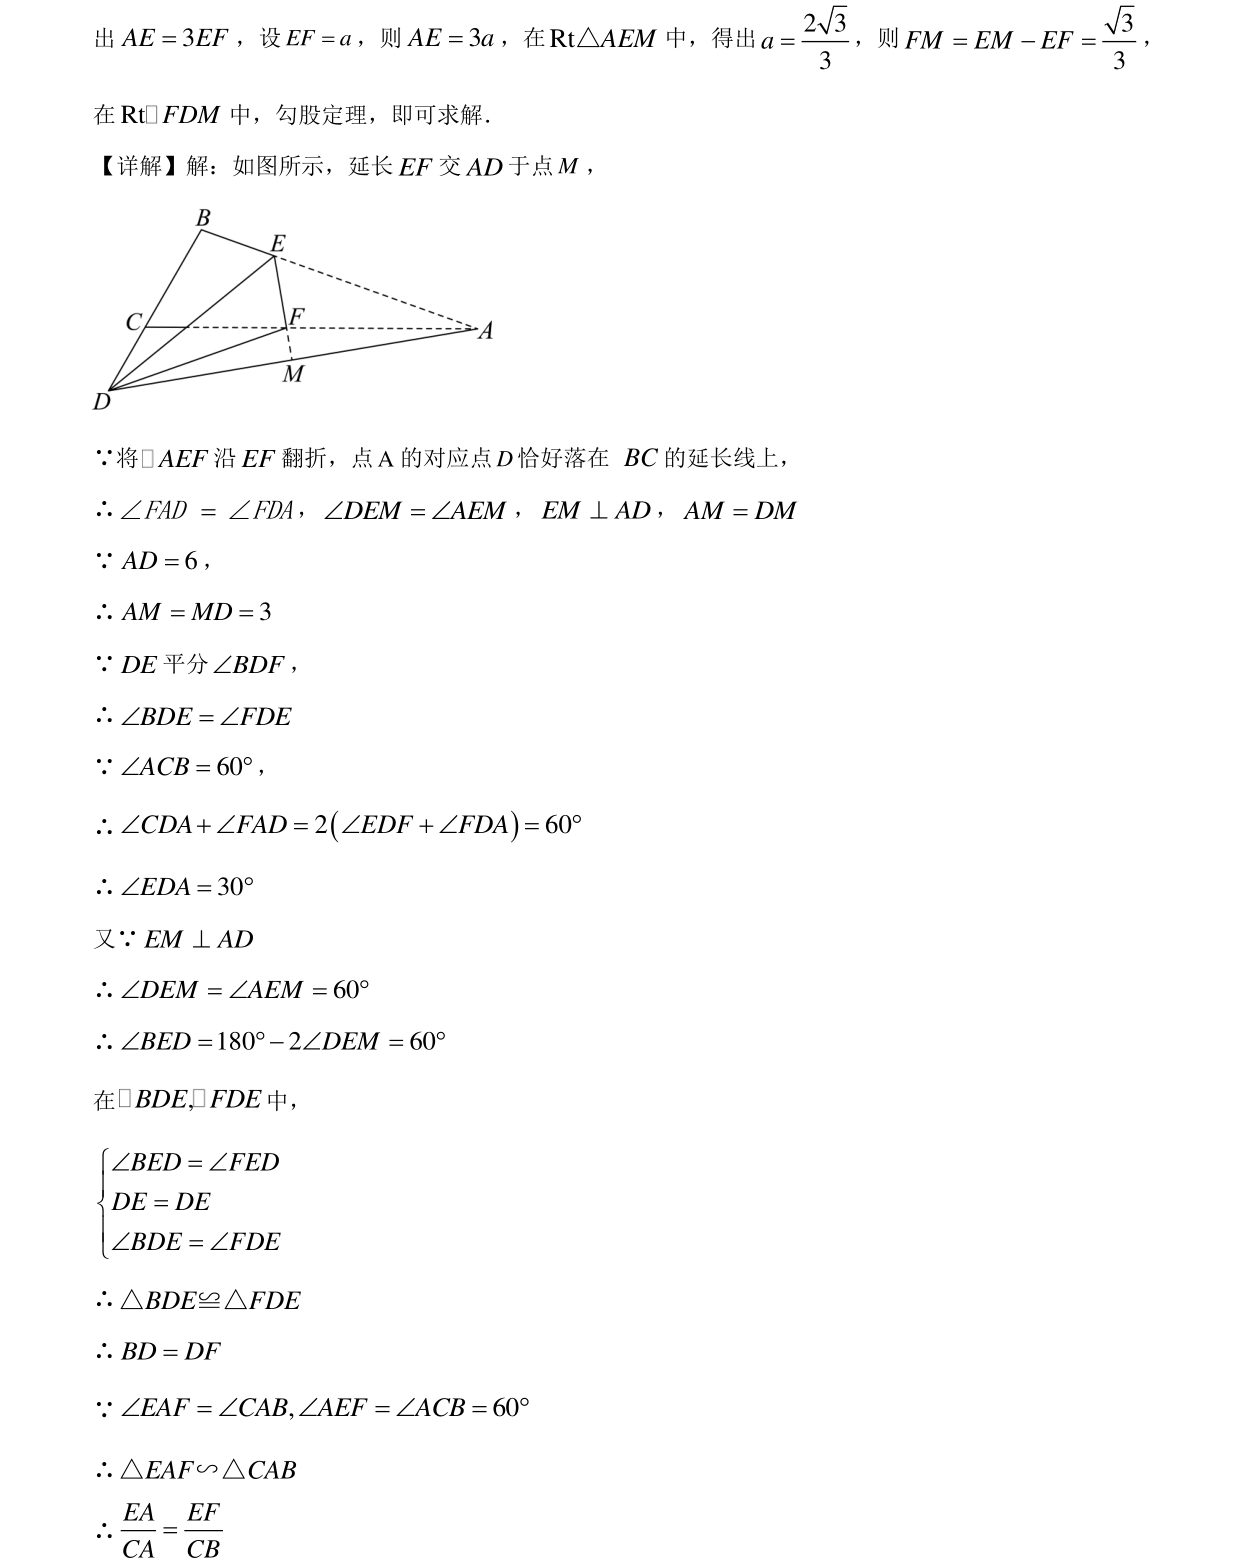 出 AE = 3EF，设 EF = a，则 AE = 3a，在 Rt△AEM 中，得出 a = 2√3/3，则 FM = EM − EF = √3/3，
在 Rt□FDM 中，勾股定理，即可求解．
【详解】解：如图所示，延长 EF 交 AD 于点 M，
B
E
C
F
A
M
D
∵将□AEF 沿 EF 翻折，点 A 的对应点 D 恰好落在 BC 的延长线上，
∴∠FAD = ∠FDA，∠DEM = ∠AEM，EM ⊥ AD，AM = DM
∵ AD = 6，
∴ AM = MD = 3
∵ DE 平分 ∠BDF，
∴ ∠BDE = ∠FDE
∵ ∠ACB = 60°，
∴ ∠CDA + ∠FAD = 2(∠EDF + ∠FDA) = 60°
∴ ∠EDA = 30°
又∵ EM ⊥ AD
∴ ∠DEM = ∠AEM = 60°
∴ ∠BED = 180° − 2∠DEM = 60°
在□BDE,□FDE 中，
∠BED = ∠FED
DE = DE
∠BDE = ∠FDE
∴ △BDE≌△FDE
∴ BD = DF
∵ ∠EAF = ∠CAB, ∠AEF = ∠ACB = 60°
∴ △EAF∽△CAB
∴ EA/CA = EF/CB